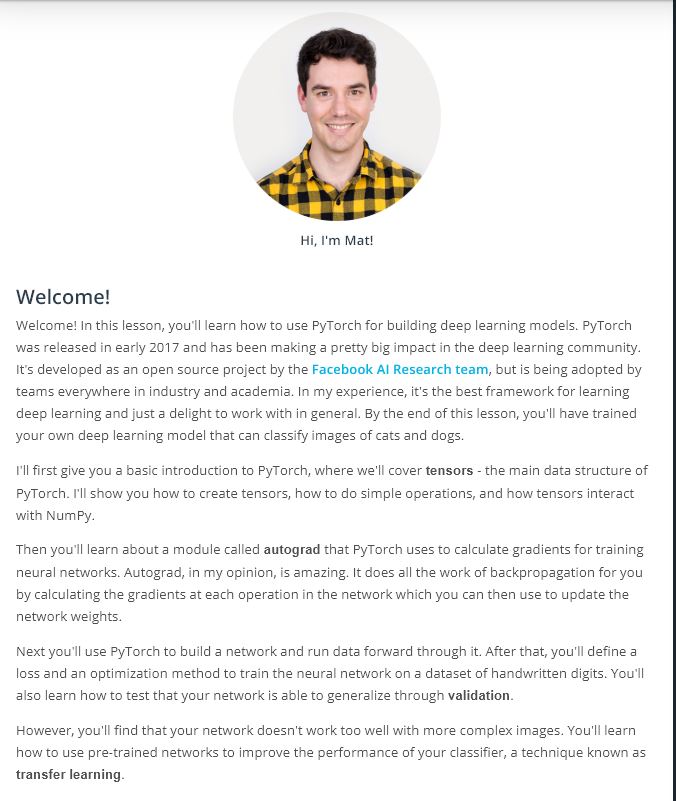 Hi, I'm Mat!
Welcome!
Welcome! In this lesson, you'll learn how to use PyTorch for building deep learning models. PyTorch
was released in early 2017 and has been making a pretty big impact in the deep learning community.
It's developed as an open source project by the Facebook AI Research team, but is being adopted by
teams everywhere in industry and academia. In my experience, it's the best framework for learning
deep learning and just a delight to work with in general. By the end of this lesson, you'll have trained
your own deep learning model that can classify images of cats and dogs.
I'll first give you a basic introduction to PyTorch, where we'll cover tensors - the main data structure of
PyTorch. I'll show you how to create tensors, how to do simple operations, and how tensors interact
with NumPy.
Then you'll learn about a module called autograd that PyTorch uses to calculate gradients for training
neural networks. Autograd, in my opinion, is amazing. It does all the work of backpropagation for you
by calculating the gradients at each operation in the network which you can then use to update the
network weights.
Next you'll use PyTorch to build a network and run data forward through it. After that, you'll define a
loss and an optimization method to train the neural network on a dataset of handwritten digits. You'll
also learn how to test that your network is able to generalize through validation.
However, you'll find that your network doesn't work too well with more complex images. You'll learn
how to use pre-trained networks to improve the performance of your classifier, a technique known as
transfer learning.